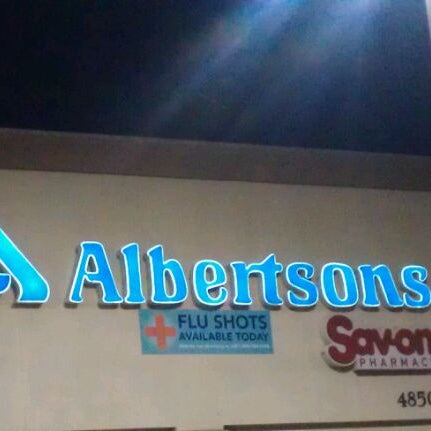 Albertsons
FLU SHOTS
AVAILABLE TODAY
Sav-on
PHARMAC
485